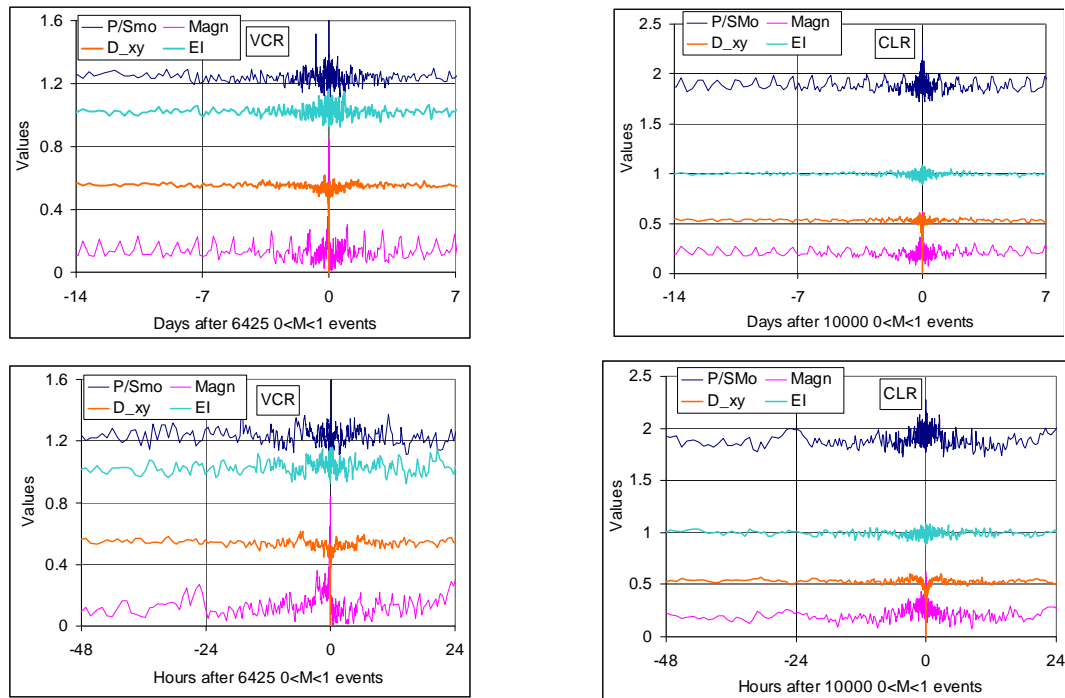 P/Smo Magn
D_xy EI
VCR
1.6
1.2
0.8
0.4
0
Values
-14 -7 0 7
Days after 6425 0<M<1 events
P/SMo Magn
D_xy EI
CLR
2.5
2
1.5
1
0.5
0
Values
-14 -7 0 7
Days after 10000 0<M<1 events
P/Smo Magn
D_xy EI
VCR
1.6
1.2
0.8
0.4
0
Values
-48 -24 0 24
Hours after 6425 0<M<1 events
P/SMo Magn
D_xy EI
CLR
2.5
2
1.5
1
0.5
0
Values
-48 -24 0 24
Hours after 10000 0<M<1 events